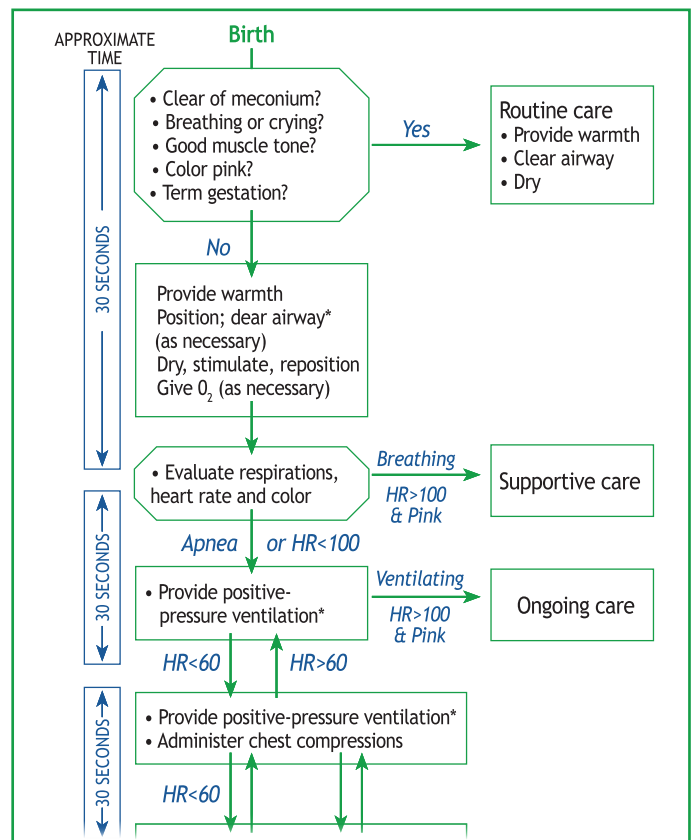 APPROXIMATE
TIME
Birth
• Clear of meconium?
• Breathing or crying?
• Good muscle tone?
• Color pink?
• Term gestation?
Yes
Routine care
• Provide warmth
• Clear airway
• Dry
30 SECONDS
No
Provide warmth
Position; dear airway*
(as necessary)
Dry, stimulate, reposition
Give 0₂ (as necessary)
• Evaluate respirations,
heart rate and color
Breathing
HR>100
& Pink
Supportive care
30 SECONDS
Apnea or HR<100
• Provide positive-
pressure ventilation*
Ventilating
HR>100
& Pink
Ongoing care
HR<60
HR>60
30 SECONDS
• Provide positive-pressure ventilation*
• Administer chest compressions
HR<60